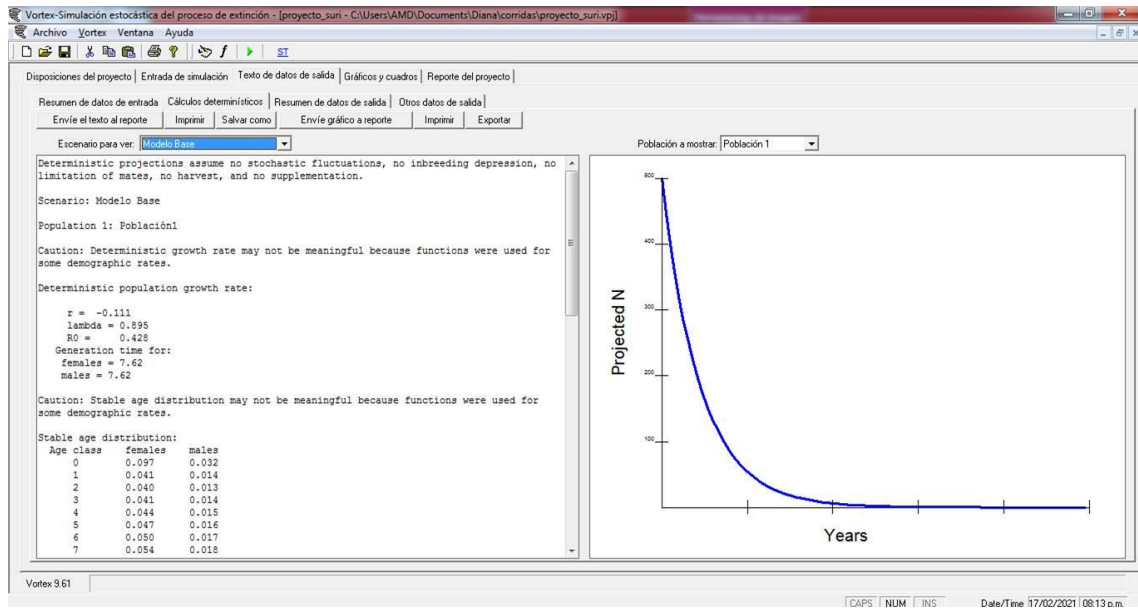 Vortex-Simulación estocástica del proceso de extinción - [proyecto_suri - C:\Users\AMD\Documents\Diana\corridas\proyecto_suri.vpj]
Archivo Vortex Ventana Ayuda
ST
Disposiciones del proyecto Entrada de simulación Texto de datos de salida Gráficos y cuadros Reporte del proyecto
Resumen de datos de entrada Cálculos determinísticos Resumen de datos de salida Otros datos de salida
Envíe el texto al reporte Imprimir Salvar como Envíe gráfico a reporte Imprimir Exportar
Escenario para ver: Modelo Base Población a mostrar: Población 1
Deterministic projections assume no stochastic fluctuations, no inbreeding depression, no
limitation of mates, no harvest, and no supplementation.
Scenario: Modelo Base
Population 1: Población1
Caution: Deterministic growth rate may not be meaningful because functions were used for
some demographic rates.
Deterministic population growth rate:
r = -0.111
lambda = 0.895
R0 = 0.428
Generation time for:
females = 7.62
males = 7.62
Caution: Stable age distribution may not be meaningful because functions were used for
some demographic rates.
Stable age distribution:
Age class females males
0 0.097 0.032
1 0.041 0.014
2 0.040 0.013
3 0.041 0.014
4 0.044 0.015
5 0.047 0.016
6 0.050 0.017
7 0.054 0.018
500
400
300
200
100
Projected N
Years
Vortex 9.61
CAPS NUM INS Date/Time 17/02/2021 08:13 p.m.